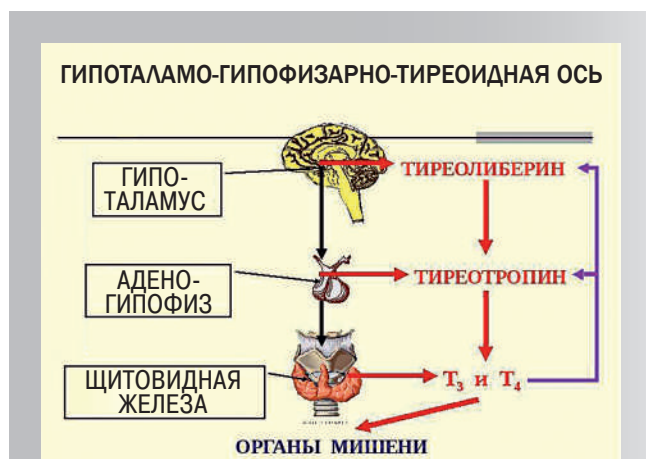 ГИПОТАЛАМО-ГИПОФИЗАРНО-ТИРЕОИДНАЯ ОСЬ
ГИПО-
ТАЛАМУС
ТИРЕОЛИБЕРИН
АДЕНО-
ГИПОФИЗ
ТИРЕОТРОПИН
ЩИТОВИДНАЯ
ЖЕЛЕЗА
Т₃ и Т₄
ОРГАНЫ МИШЕНИ